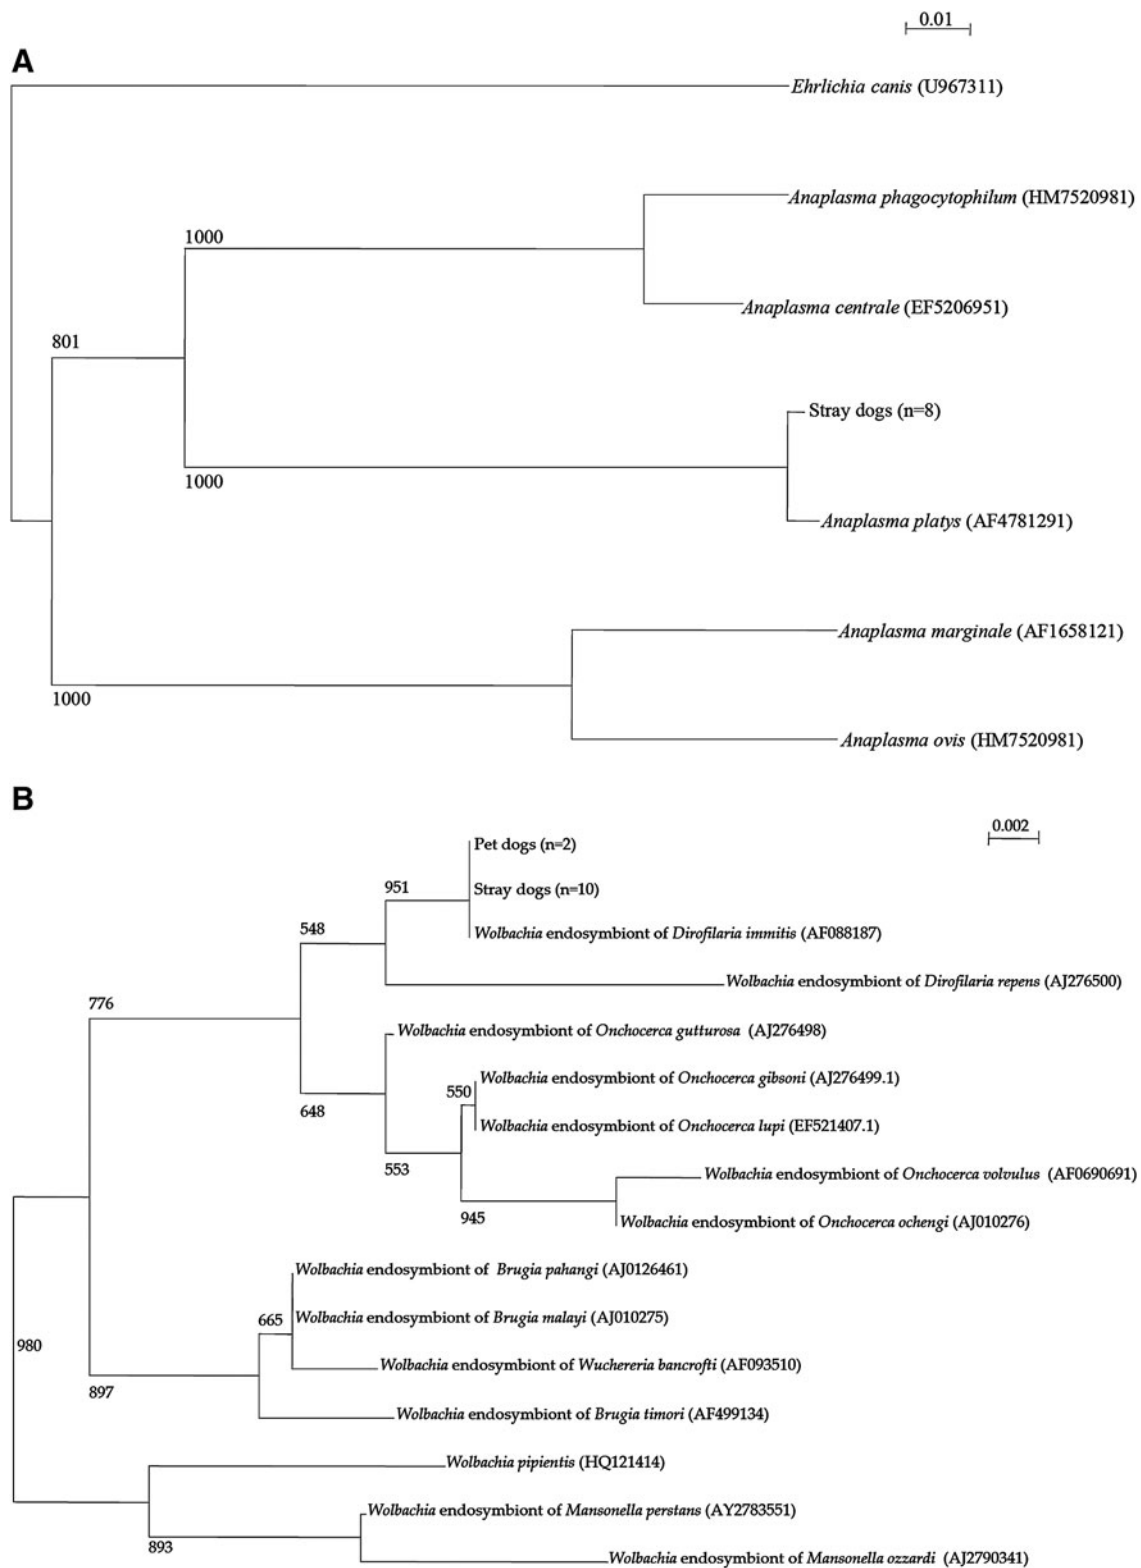 0.01
A
Ehrlichia canis (U967311)
Anaplasma phagocytophilum (HM7520981)
1000
Anaplasma centrale (EF5206951)
801
Stray dogs (n=8)
1000
Anaplasma platys (AF4781291)
Anaplasma marginale (AF1658121)
1000
Anaplasma ovis (HM7520981)
B
0.002
Pet dogs (n=2)
951
Stray dogs (n=10)
548
Wolbachia endosymbiont of Dirofilaria immitis (AF088187)
Wolbachia endosymbiont of Dirofilaria repens (AJ276500)
776
Wolbachia endosymbiont of Onchocerca gutturosa (AJ276498)
Wolbachia endosymbiont of Onchocerca gibsoni (AJ276499.1)
550
648
Wolbachia endosymbiont of Onchocerca lupi (EF521407.1)
553
Wolbachia endosymbiont of Onchocerca volvulus (AF0690691)
945
Wolbachia endosymbiont of Onchocerca ochengi (AJ010276)
Wolbachia endosymbiont of Brugia pahangi (AJ0126461)
665
Wolbachia endosymbiont of Brugia malayi (AJ010275)
980
Wolbachia endosymbiont of Wuchereria bancrofti (AF093510)
897
Wolbachia endosymbiont of Brugia timori (AF499134)
Wolbachia pipientis (HQ121414)
Wolbachia endosymbiont of Mansonella perstans (AY2783551)
893
Wolbachia endosymbiont of Mansonella ozzardi (AJ2790341)